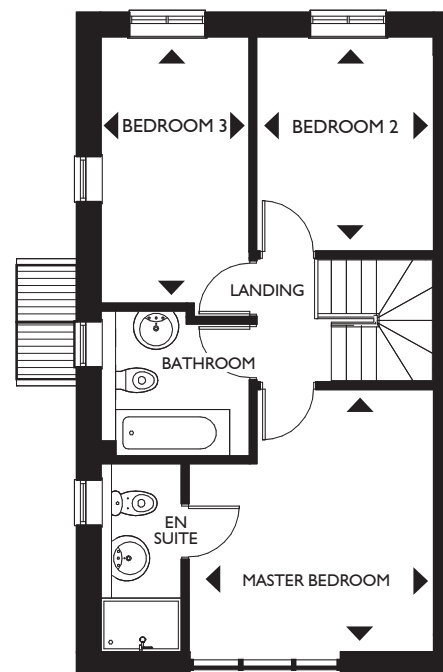 BEDROOM 3
BEDROOM 2
LANDING
BATHROOM
EN
SUITE
MASTER BEDROOM